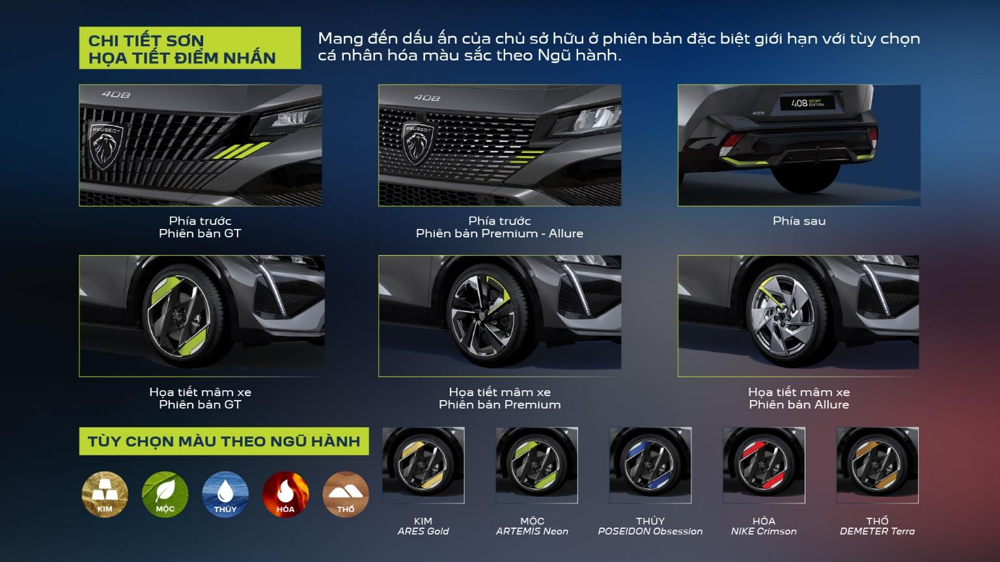 CHI TIẾT SƠN
HỌA TIẾT ĐIỂM NHẤN
Mang đến dấu ấn của chủ sở hữu ở phiên bản đặc biệt giới hạn với tùy chọn
cá nhân hóa màu sắc theo Ngũ hành.
408
PEUGEOT
408
PEUGEOT
408 SPORT
EDITION
408
Phía trước
Phiên bản GT
Phía trước
Phiên bản Premium - Allure
Phía sau
Họa tiết mâm xe
Phiên bản GT
Họa tiết mâm xe
Phiên bản Premium
Họa tiết mâm xe
Phiên bản Allure
TÙY CHỌN MÀU THEO NGŨ HÀNH
KIM
MỘC
THỦY
HỎA
THỔ
KIM
ARES Gold
MỘC
ARTEMIS Neon
THỦY
POSEIDON Obsession
HỎA
NIKE Crimson
THỔ
DEMETER Terra